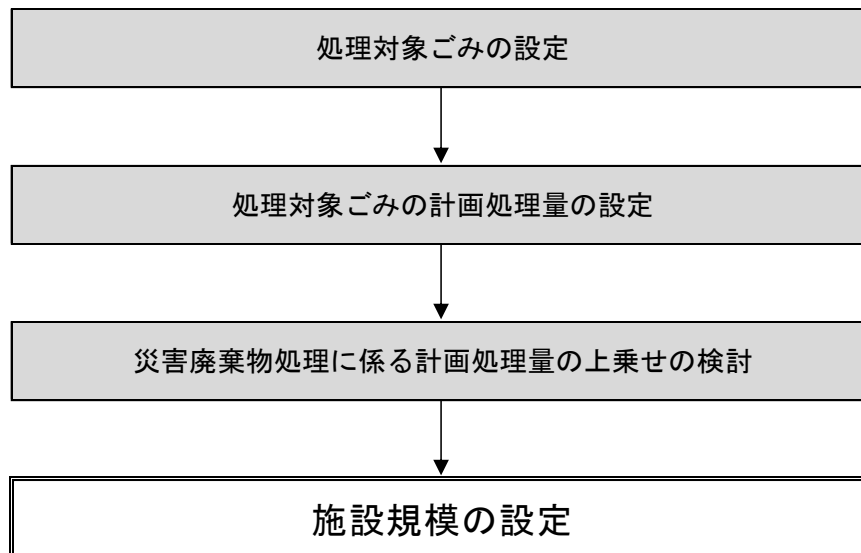 処理対象ごみの設定
処理対象ごみの計画処理量の設定
災害廃棄物処理に係る計画処理量の上乗せの検討
施設規模の設定